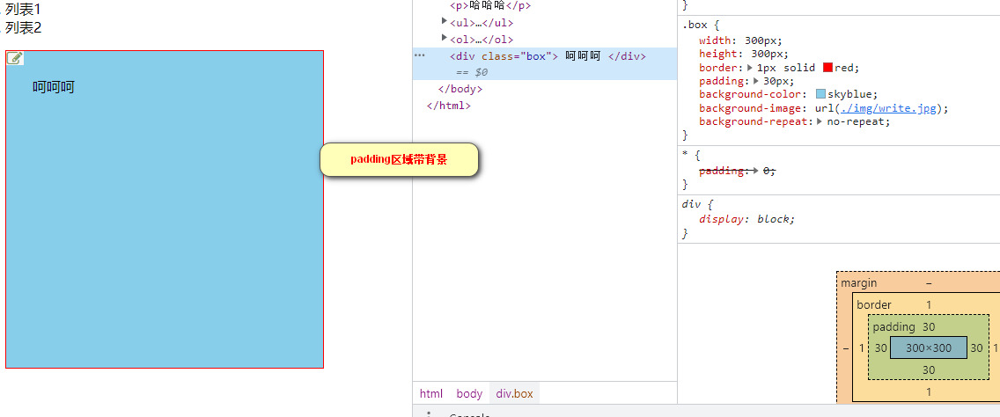 . 列表1
. 列表2
呵呵呵
padding区域带背景
<p>哈哈哈</p>
<ul>…</ul>
<ol>…</ol>
<div class="box"> 呵呵呵 </div>
== $0
</body>
</html>
html body div.box
}
.box {
width: 300px;
height: 300px;
border: 1px solid red;
padding: 30px;
background-color: skyblue;
background-image: url(./img/write.jpg);
background-repeat: no-repeat;
}
* {
padding: 0;
}
div {
display: block;
}
margin –
border 1
padding 30
– 1 30 300×300 30 1
30
1